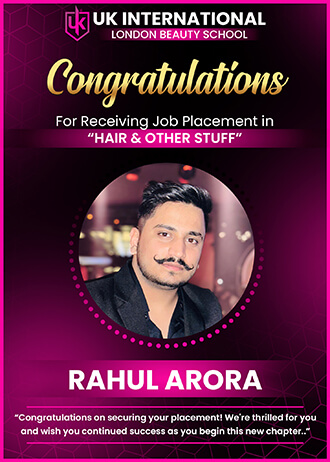 UK INTERNATIONAL
LONDON BEAUTY SCHOOL
Congratulations
For Receiving Job Placement in
“HAIR & OTHER STUFF”
RAHUL ARORA
“Congratulations on securing your placement! We're thrilled for you
and wish you continued success as you begin this new chapter..”